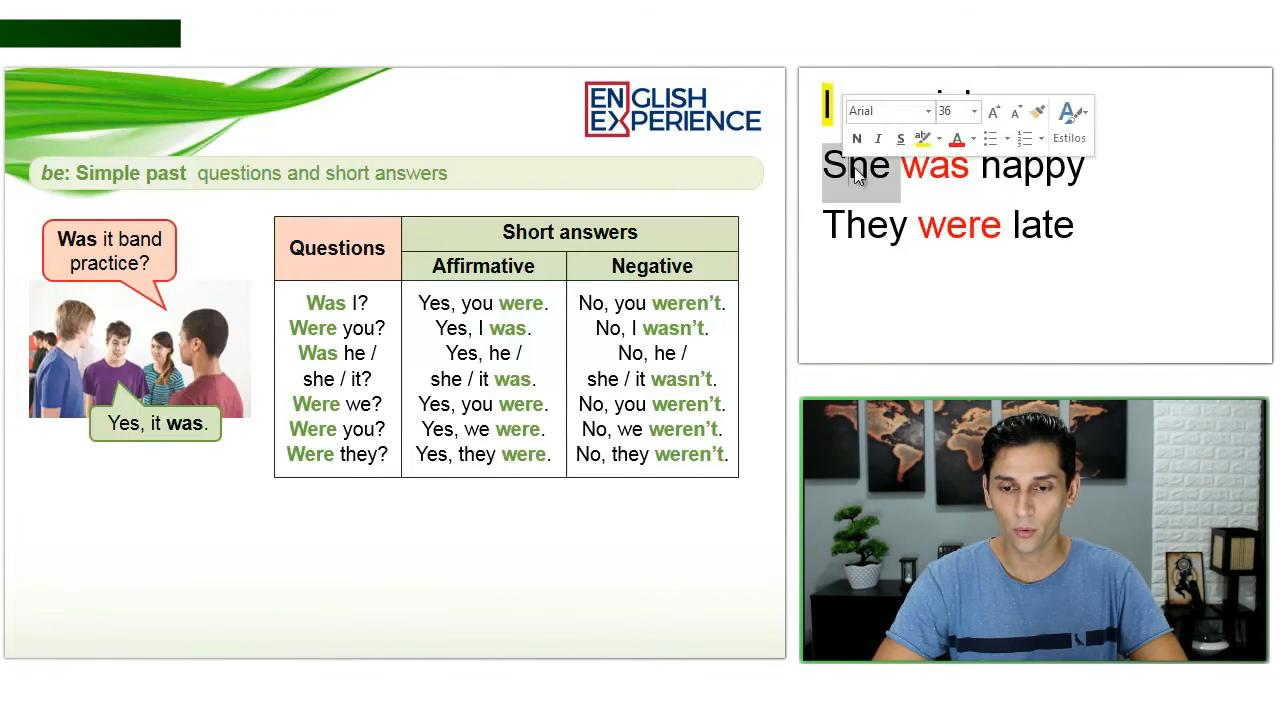 ENGLISH
EXPERIENCE
be: Simple past questions and short answers
Was it band
practice?
Yes, it was.
Questions
Short answers
Affirmative
Negative
Was I?
Yes, you were.
No, you weren't.
Were you?
Yes, I was.
No, I wasn't.
Was he /
Yes, he /
No, he /
she / it?
she / it was.
she / it wasn't.
Were we?
Yes, you were.
No, you weren't.
Were you?
Yes, we were.
No, we weren't.
Were they?
Yes, they were.
No, they weren't.
I
Arial
36
N I S
Estilos
She was happy
They were late